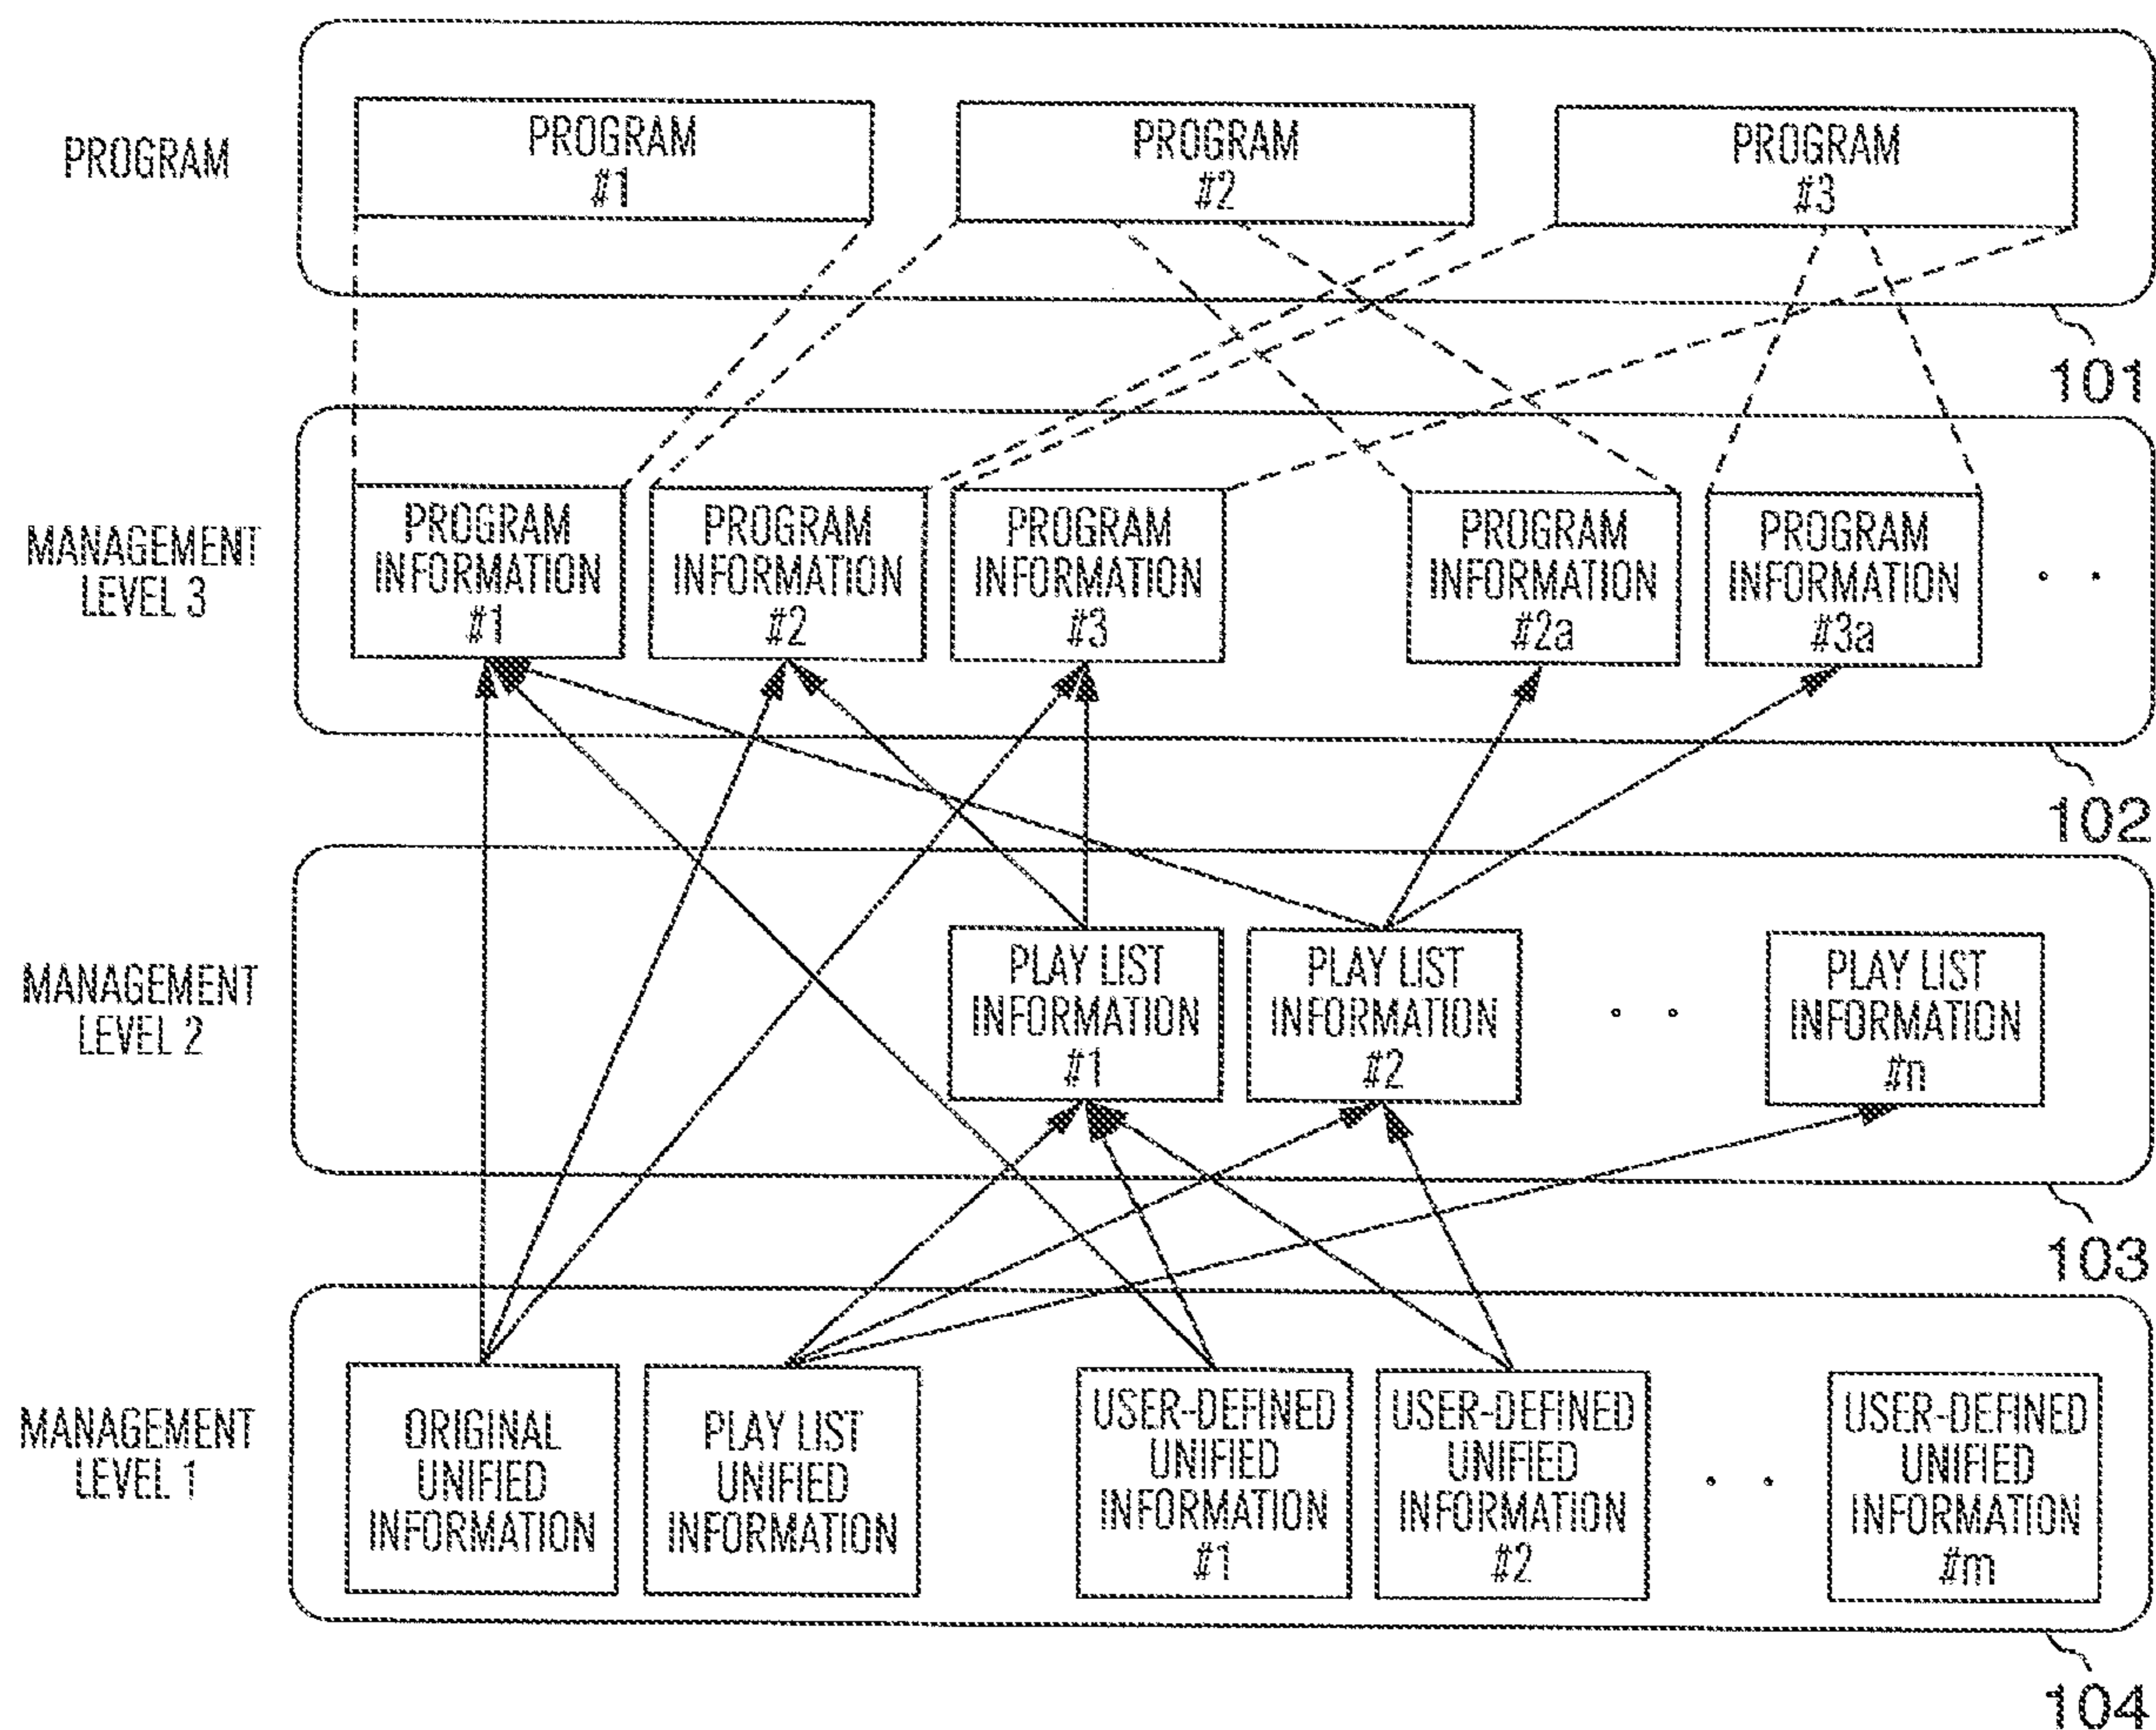 PROGRAM
PROGRAM
#1
PROGRAM
#2
PROGRAM
#3
101
MANAGEMENT
LEVEL 3
PROGRAM
INFORMATION
#1
PROGRAM
INFORMATION
#2
PROGRAM
INFORMATION
#3
PROGRAM
INFORMATION
#2a
PROGRAM
INFORMATION
#3a
102
MANAGEMENT
LEVEL 2
PLAY LIST
INFORMATION
#1
PLAY LIST
INFORMATION
#2
PLAY LIST
INFORMATION
#n
103
MANAGEMENT
LEVEL 1
ORIGINAL
UNIFIED
INFORMATION
PLAY LIST
UNIFIED
INFORMATION
USER-DEFINED
UNIFIED
INFORMATION
#1
USER-DEFINED
UNIFIED
INFORMATION
#2
USER-DEFINED
UNIFIED
INFORMATION
#m
104